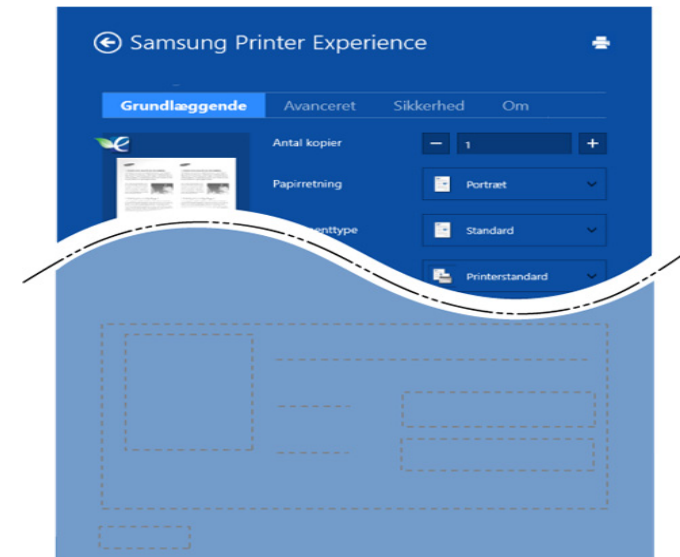 Samsung Printer Experience
Grundlæggende Avanceret Sikkerhed Om
Antal kopier 1
Papirretning Portræt
Standard
Printerstandard